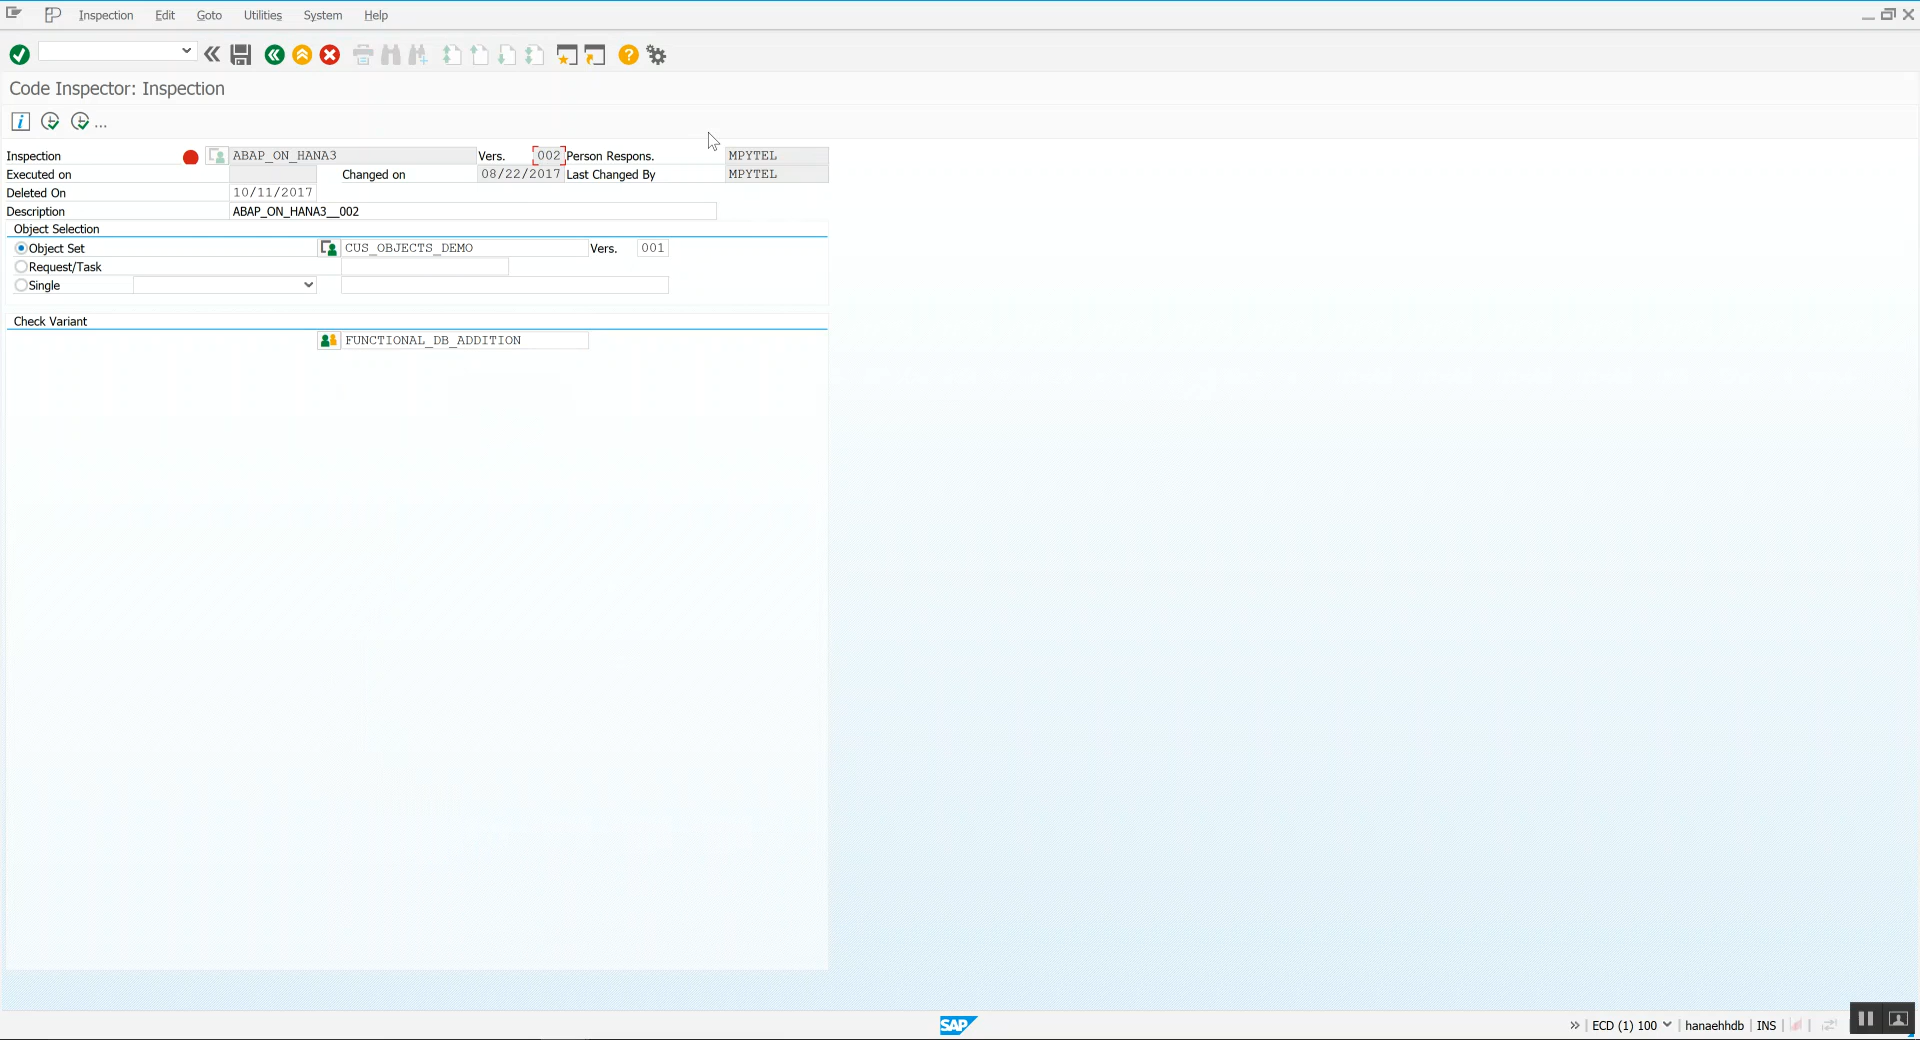 Inspection Edit Goto Utilities System Help
Code Inspector: Inspection
...
Inspection ABAP_ON_HANA3 Vers. 002 Person Respons. MPYTEL
Executed on Changed on 08/22/2017 Last Changed By MPYTEL
Deleted On 10/11/2017
Description ABAP_ON_HANA3__002
Object Selection
Object Set CUS_OBJECTS_DEMO Vers. 001
Request/Task
Single
Check Variant
FUNCTIONAL_DB_ADDITION
SAP ECD (1) 100 hanaehhdb INS